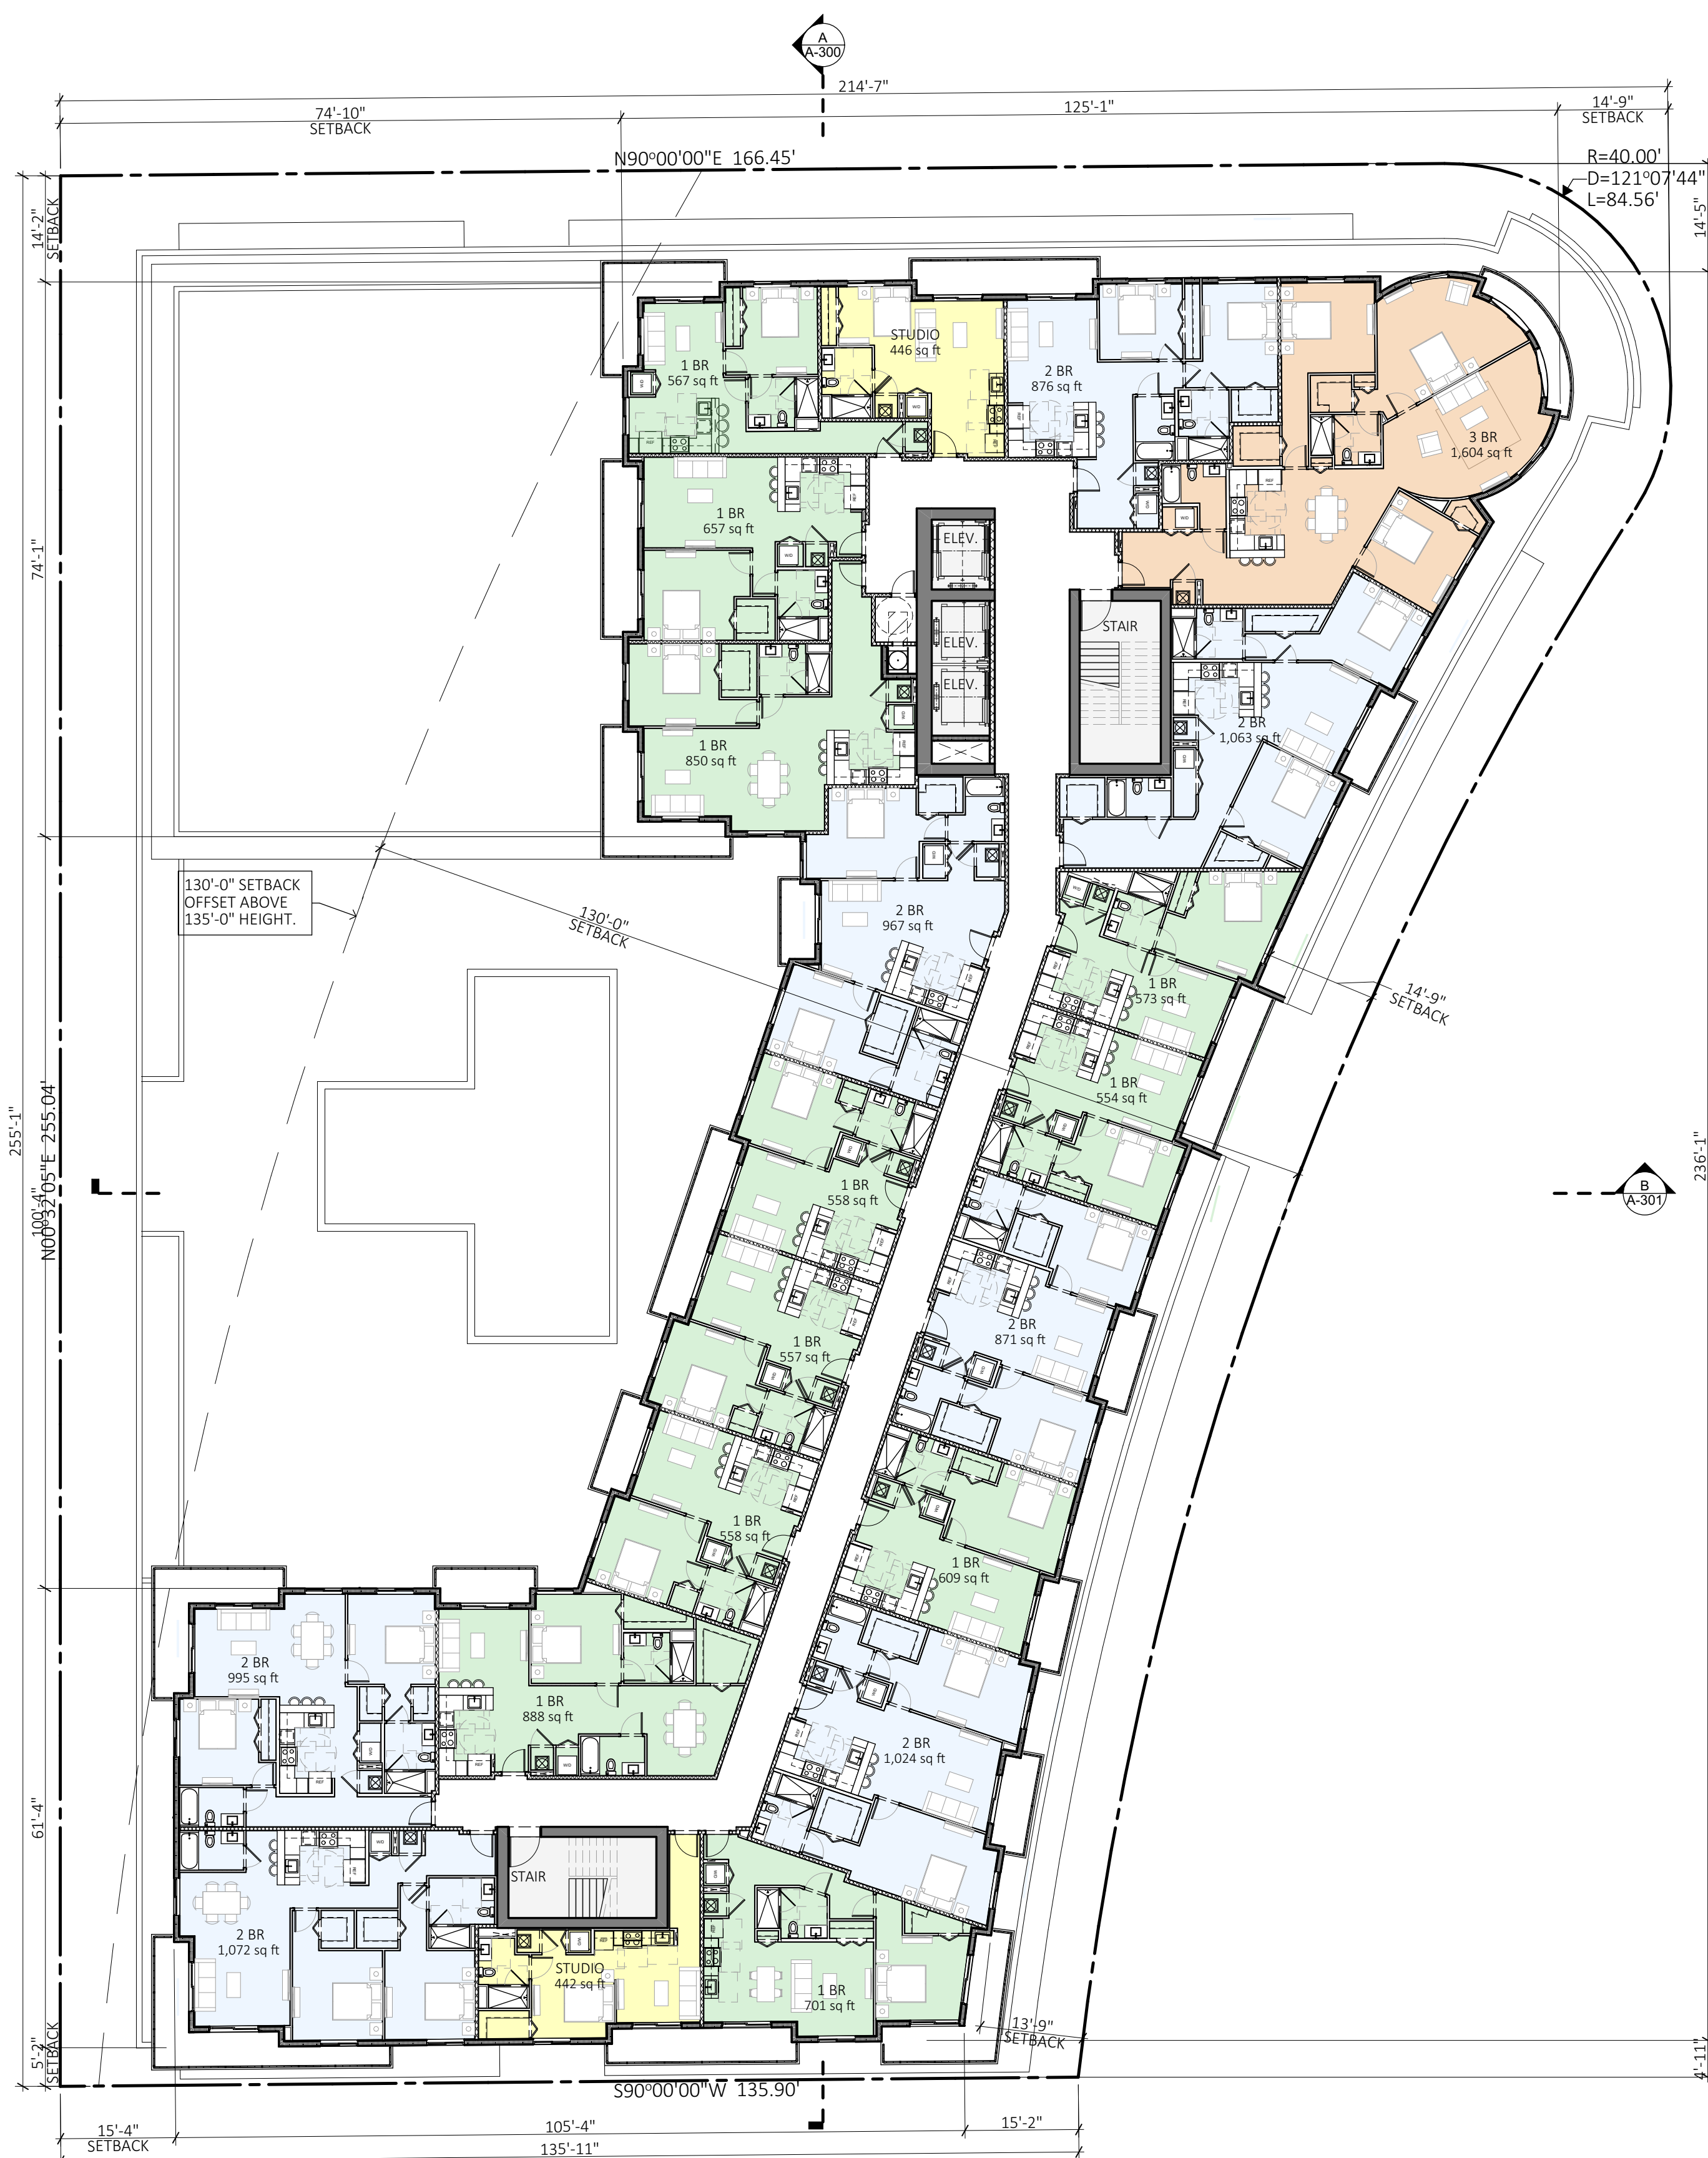 A
A-300
214'-7"
74'-10"
SETBACK
125'-1"
14'-9"
SETBACK
N90°00'00"E 166.45'
R=40.00'
D=121°07'44"
L=84.56'
14'-2"
SETBACK
14'-5"
STUDIO
446 sq ft
1 BR
567 sq ft
2 BR
876 sq ft
3 BR
1,604 sq ft
1 BR
657 sq ft
ELEV.
74'-1"
STAIR
ELEV.
ELEV.
2 BR
1,063 sq ft
1 BR
850 sq ft
130'-0" SETBACK
OFFSET ABOVE
135'-0" HEIGHT.
130'-0"
SETBACK
2 BR
967 sq ft
1 BR
573 sq ft
14'-9"
SETBACK
1 BR
554 sq ft
255'-1"
100'-4"
N00°32'05"E 255.04'
236'-1"
B
A-301
1 BR
558 sq ft
2 BR
871 sq ft
1 BR
557 sq ft
1 BR
558 sq ft
1 BR
609 sq ft
2 BR
995 sq ft
1 BR
888 sq ft
2 BR
1,024 sq ft
61'-4"
STAIR
2 BR
1,072 sq ft
STUDIO
442 sq ft
1 BR
701 sq ft
13'-9"
SETBACK
5'-2"
SETBACK
4'-11"
S90°00'00"W 135.90'
15'-4"
SETBACK
105'-4"
15'-2"
135'-11"
W/D
REF